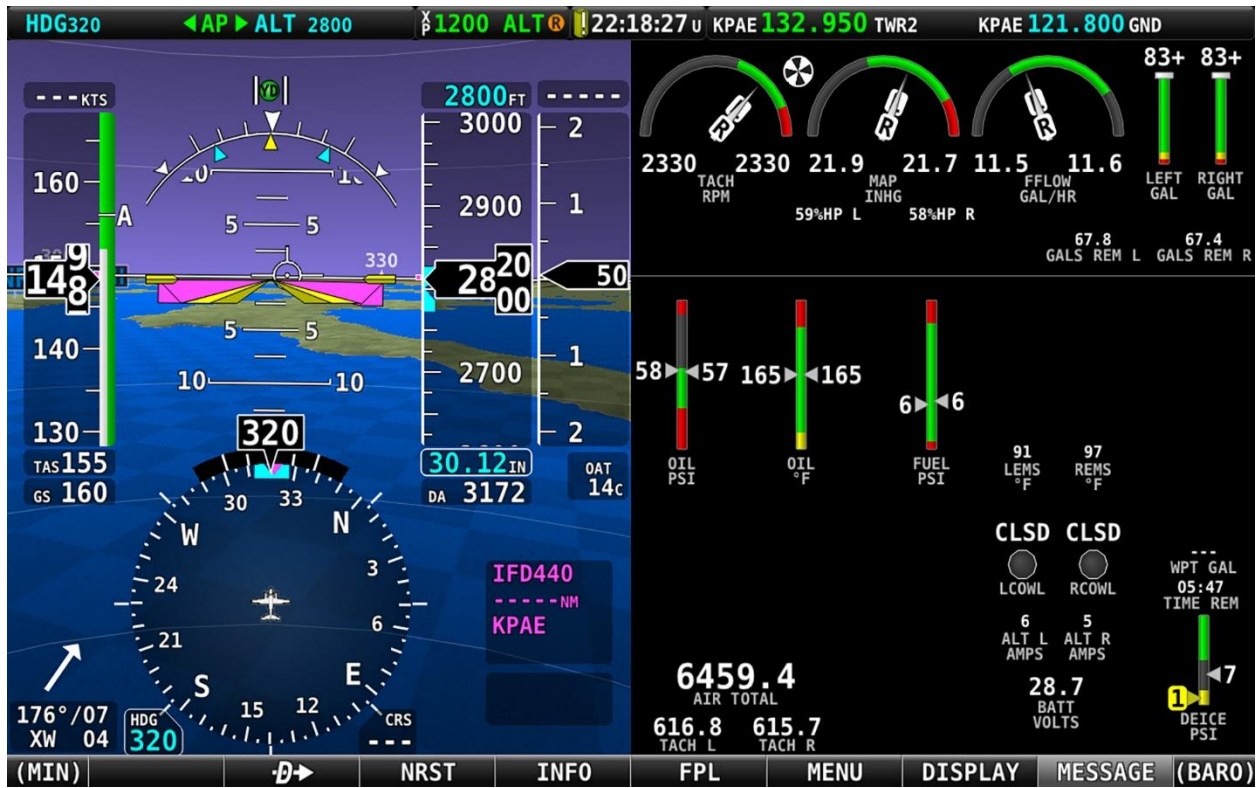 HDG320 AP ALT 2800 XP 1200 ALT R 22:18:27 U KPAE 132.950 TWR2 KPAE 121.800 GND
--- KTS
YD
2800FT -----
160
A
148
9
8
140
130
TAS 155
GS 160
10 10
5 5
330
5 5
10 10
3000
2900
28
20
00
2700
2
1
50
1
2
30.12IN
DA 3172
OAT
14C
320
30 33 N 3 6 E 12 15 S 21 24 W
IFD440
-----NM
KPAE
176°/07
XW 04
HDG
320
CRS
---
R R R
2330 2330
TACH
RPM
21.9 21.7
MAP
INHG
11.5 11.6
FFLOW
GAL/HR
83+ 83+
LEFT
GAL
RIGHT
GAL
59%HP L 58%HP R
67.8
GALS REM L
67.4
GALS REM R
58 57
OIL
PSI
165 165
OIL
°F
6 6
FUEL
PSI
91
LEMS
°F
97
REMS
°F
CLSD CLSD
LCOWL RCOWL
---
WPT GAL
05:47
TIME REM
6
ALT L
AMPS
5
ALT R
AMPS
28.7
BATT
VOLTS
7
1
DEICE
PSI
6459.4
AIR TOTAL
616.8
TACH L
615.7
TACH R
(MIN) D NRST INFO FPL MENU DISPLAY MESSAGE (BARO)